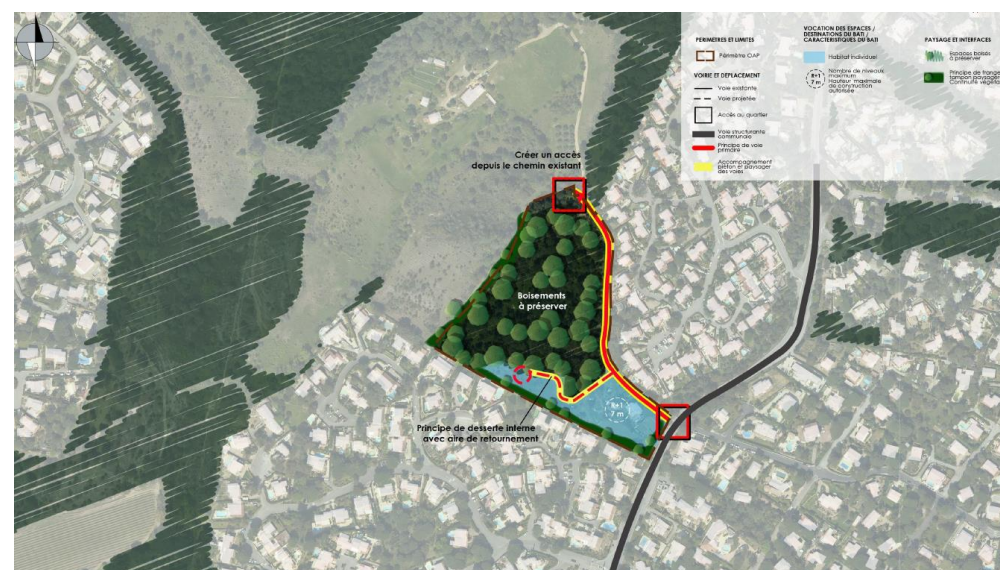 PERIMETRES ET LIMITES
Périmètre OAP
VOIRIE ET DEPLACEMENT
Voie existante
Voie projetée
Accès au quartier
Voie structurante
communale
Principe de voie
primaire
Accompagnement
piéton et paysager
des voies
VOCATION DES ESPACES /
DESTINATIONS DU BATI /
CARACTERISTIQUES DU BATI
Habitat individuel
R+1
7 m
Nombre de niveaux
maximum
Hauteur maximale
de construction
autorisée
PAYSAGE ET INTERFACES
Espaces boisés
à préserver
Principe de frange
tampon paysager
Continuité végéta
Créer un accès
depuis le chemin existant
Boisements
à préserver
R+1
7 m
Principe de desserte interne
avec aire de retournement